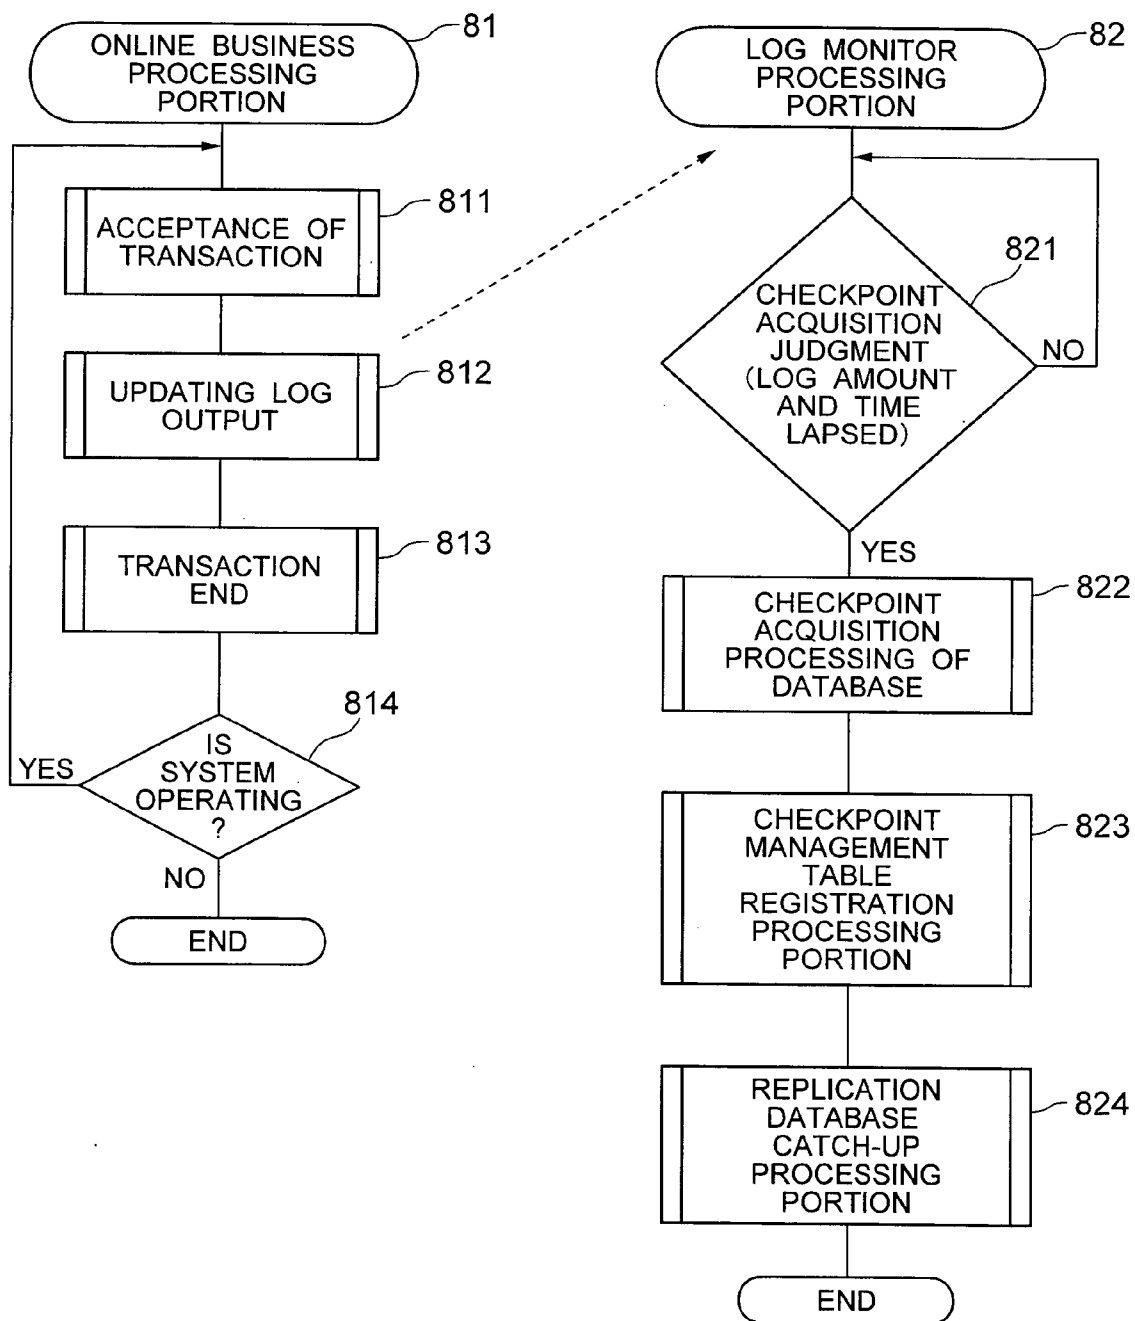 81
ONLINE BUSINESS
PROCESSING
PORTION
811
ACCEPTANCE OF
TRANSACTION
812
UPDATING LOG
OUTPUT
813
TRANSACTION
END
814
IS
SYSTEM
OPERATING
?
YES
NO
END
82
LOG MONITOR
PROCESSING
PORTION
821
CHECKPOINT
ACQUISITION
JUDGMENT
(LOG AMOUNT
AND TIME
LAPSED)
NO
YES
822
CHECKPOINT
ACQUISITION
PROCESSING OF
DATABASE
823
CHECKPOINT
MANAGEMENT
TABLE
REGISTRATION
PROCESSING
PORTION
824
REPLICATION
DATABASE
CATCH-UP
PROCESSING
PORTION
END